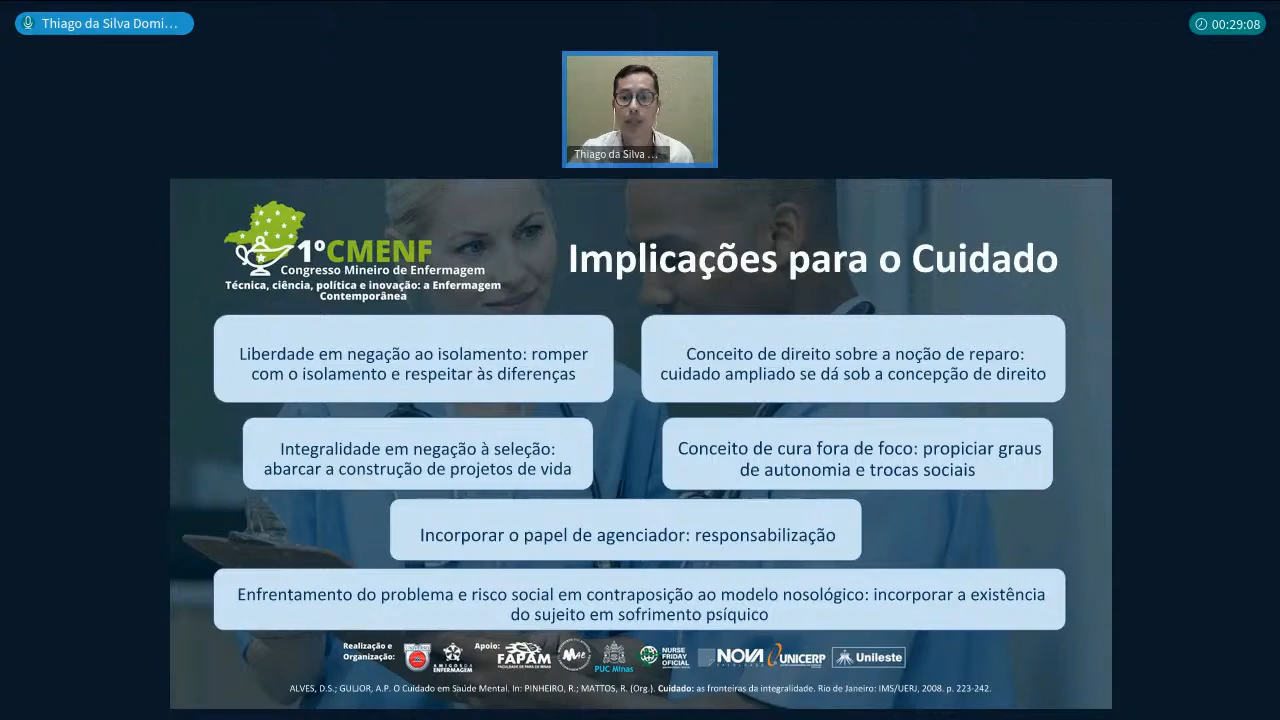 Thiago da Silva Domi...
00:29:08
Thiago da Silva ...
1ºCMENF
Congresso Mineiro de Enfermagem
Técnica, ciência, política e inovação: a Enfermagem
Contemporânea
Implicações para o Cuidado
Liberdade em negação ao isolamento: romper
com o isolamento e respeitar às diferenças
Conceito de direito sobre a noção de reparo:
cuidado ampliado se dá sob a concepção de direito
Integralidade em negação à seleção:
abarcar a construção de projetos de vida
Conceito de cura fora de foco: propiciar graus
de autonomia e trocas sociais
Incorporar o papel de agenciador: responsabilização
Enfrentamento do problema e risco social em contraposição ao modelo nosológico: incorporar a existência
do sujeito em sofrimento psíquico
Realização e
Organização:
AMIGOS DA
ENFERMAGEM
Apoio:
FAPAM
PUC Minas
NURSE
FRIDAY
OFICIAL
NOVA
UNICERP
Unileste
ALVES, D.S.; GULJOR, A.P. O Cuidado em Saúde Mental. In: PINHEIRO, R.; MATTOS, R. (Org.). Cuidado: as fronteiras da integralidade. Rio de Janeiro: IMS/UERJ, 2008. p. 223-242.